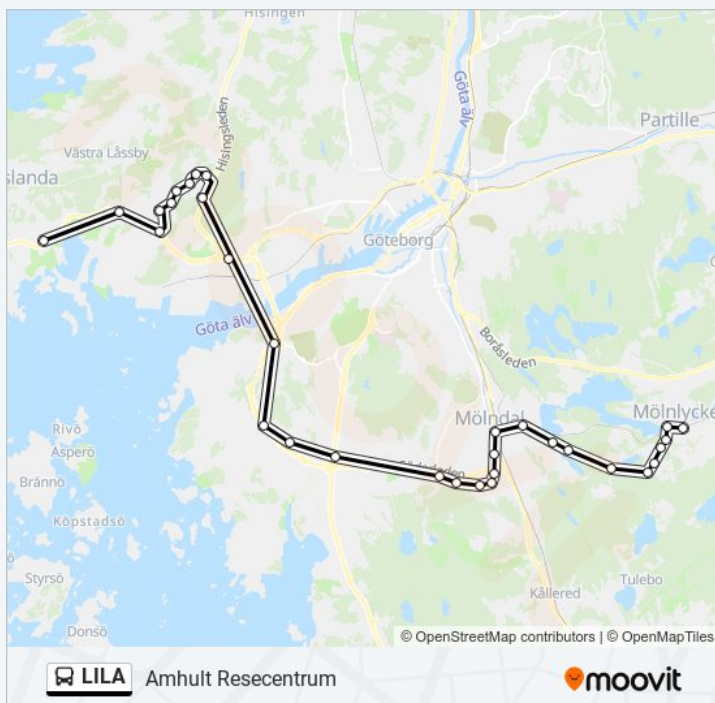 Hisingen
Göta älv
Partille
Hisingsleden
Västra Låssby
slanda
Göteborg
Göta älv
Boråsleden
Mölnlycke
Mölndal
Rivö
Asperö
Brännö
Köpstadsö
Styrsö
Tulebo
Kållered
Donsö
© OpenStreetMap contributors | © OpenMapTiles
LILA Amhult Resecentrum
moovit